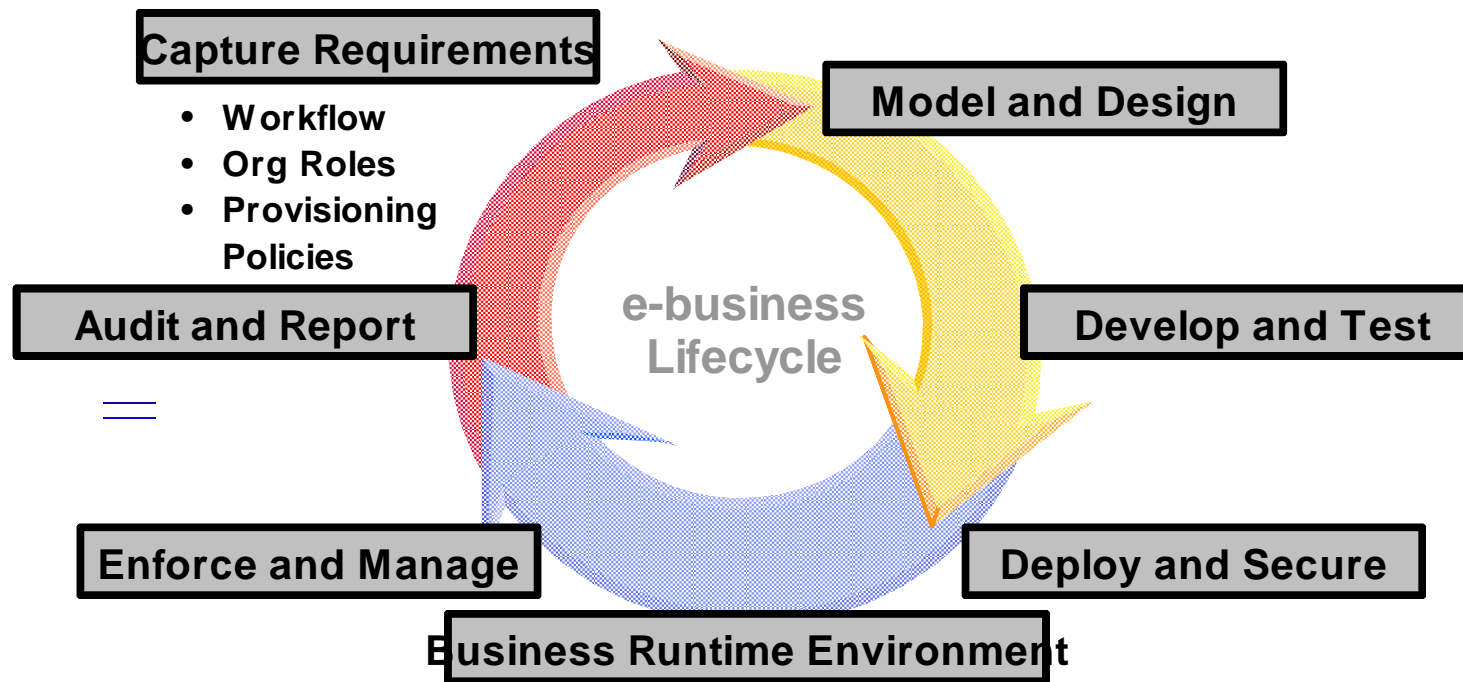 Capture Requirements
• Workflow
• Org Roles
• Provisioning
Policies
Model and Design
Audit and Report
e-business
Lifecycle
Develop and Test
Enforce and Manage
Deploy and Secure
Business Runtime Environment